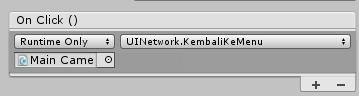 On Click ()
Runtime Only UINetwork.KembaliKeMenu
Main Came
+ −